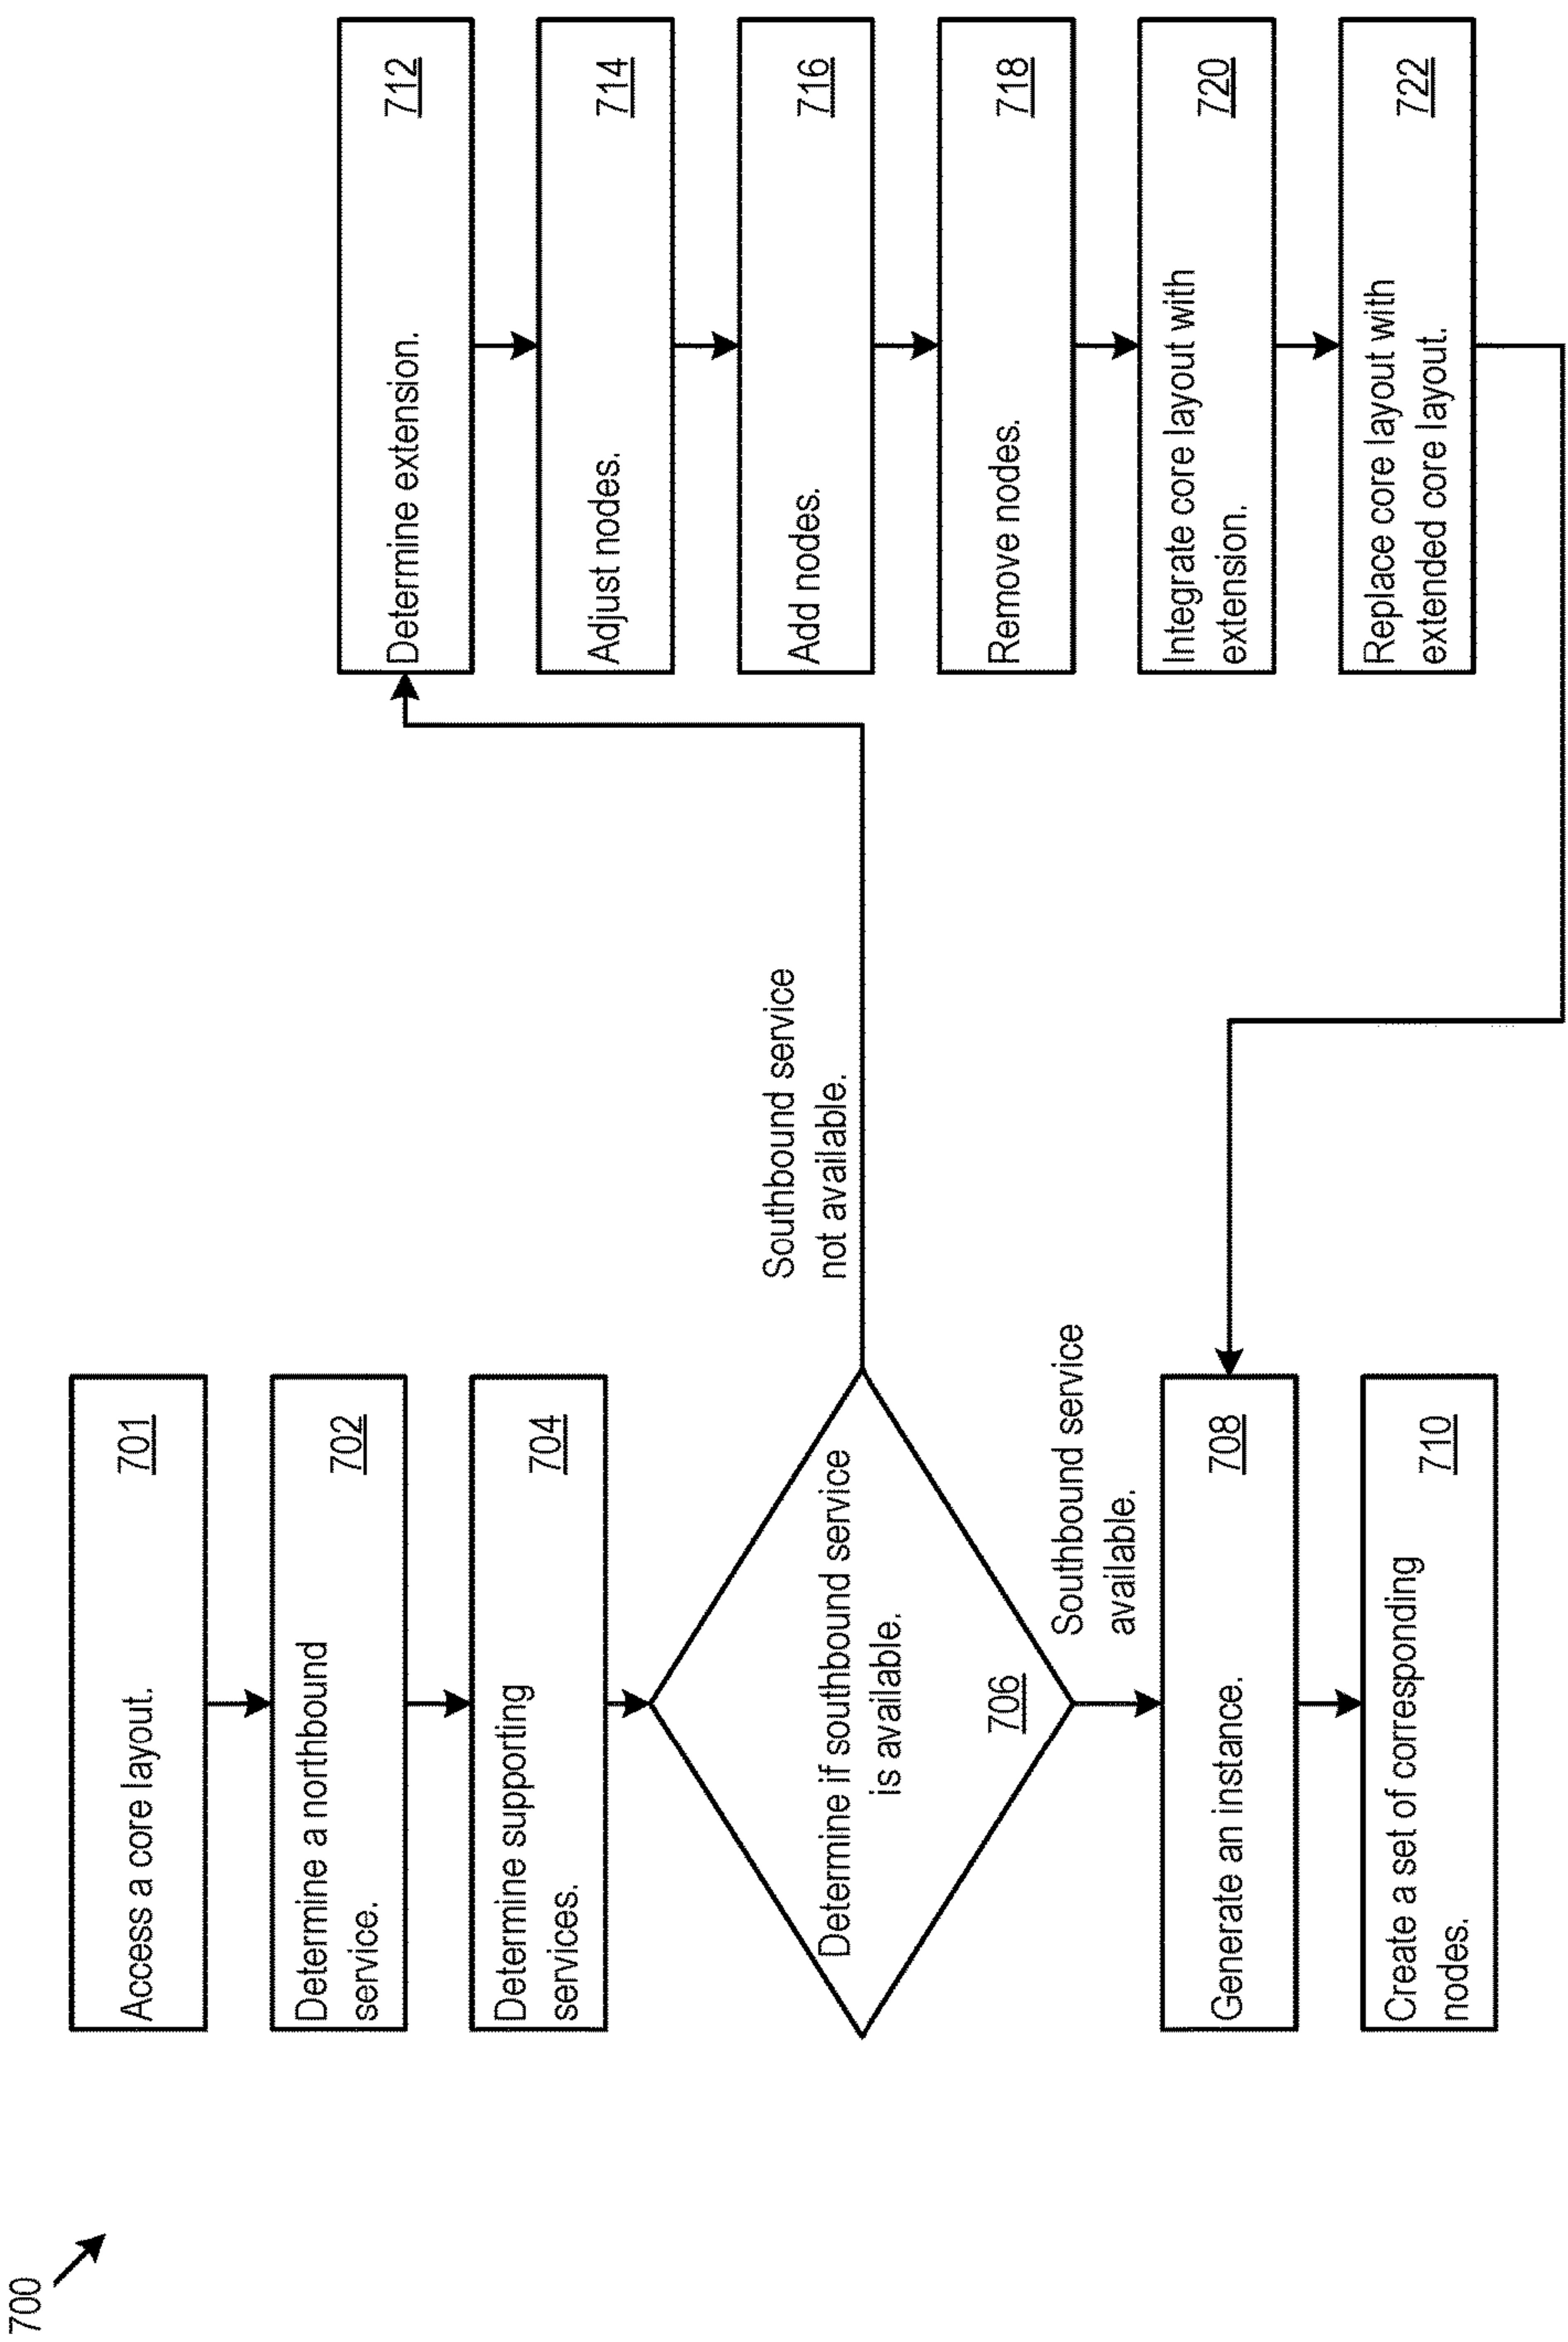 700
Access a core layout.
701
Determine a northbound
service.
702
Determine supporting
services.
704
Determine if southbound service
is available.
706
Southbound service
not available.
Southbound service
available.
Generate an instance.
708
Create a set of corresponding
nodes.
710
Determine extension.
712
Adjust nodes.
714
Add nodes.
716
Remove nodes.
718
Integrate core layout with
extension.
720
Replace core layout with
extended core layout.
722